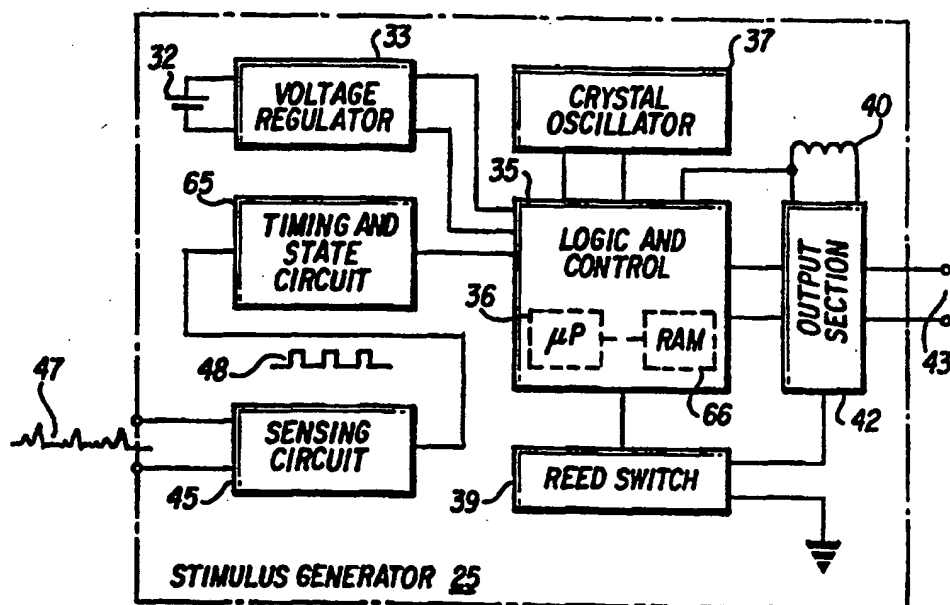 33
32
VOLTAGE
REGULATOR
37
CRYSTAL
OSCILLATOR
40
65
TIMING AND
STATE
CIRCUIT
35
LOGIC AND
CONTROL
36
μP
RAM
66
OUTPUT
SECTION
43
42
48
47
SENSING
CIRCUIT
45
REED SWITCH
39
STIMULUS GENERATOR 25